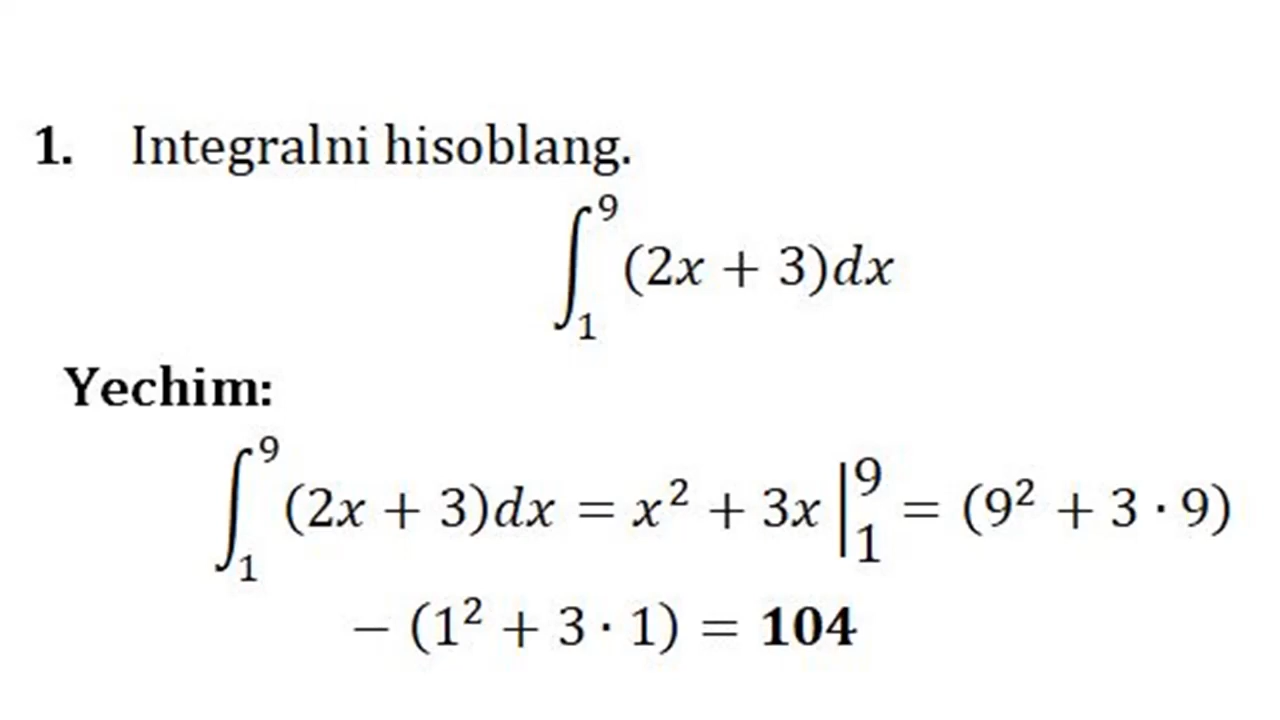 1. Integralni hisoblang.
∫₁⁹ (2x + 3)dx
Yechim:
∫₁⁹ (2x + 3)dx = x² + 3x |₁⁹ = (9² + 3 · 9)
− (1² + 3 · 1) = 104